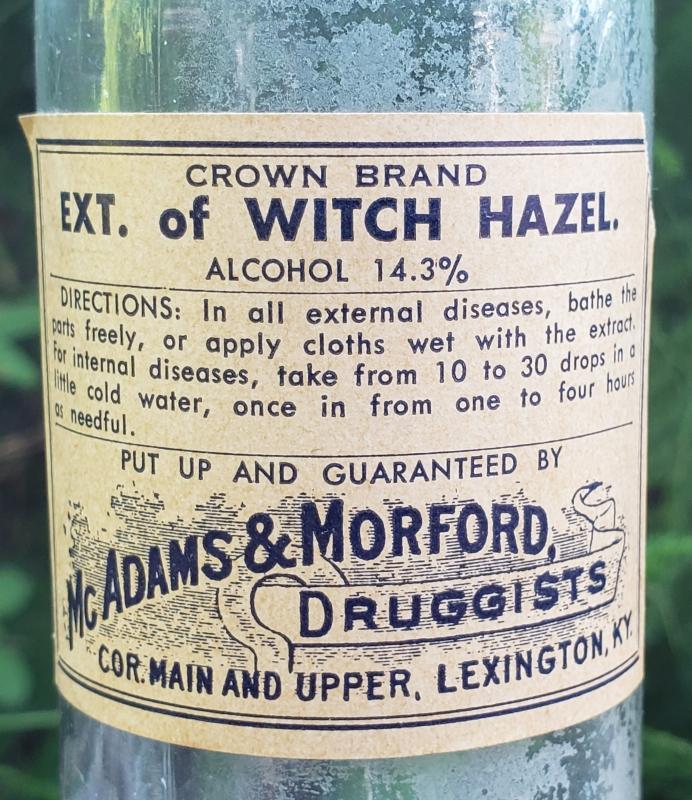 CROWN BRAND
EXT. of WITCH HAZEL.
ALCOHOL 14.3%
DIRECTIONS: In all external diseases, bathe the
parts freely, or apply cloths wet with the extract.
For internal diseases, take from 10 to 30 drops in a
little cold water, once in from one to four hours
as needful.
PUT UP AND GUARANTEED BY
McADAMS & MORFORD,
DRUGGISTS
COR. MAIN AND UPPER, LEXINGTON, KY.